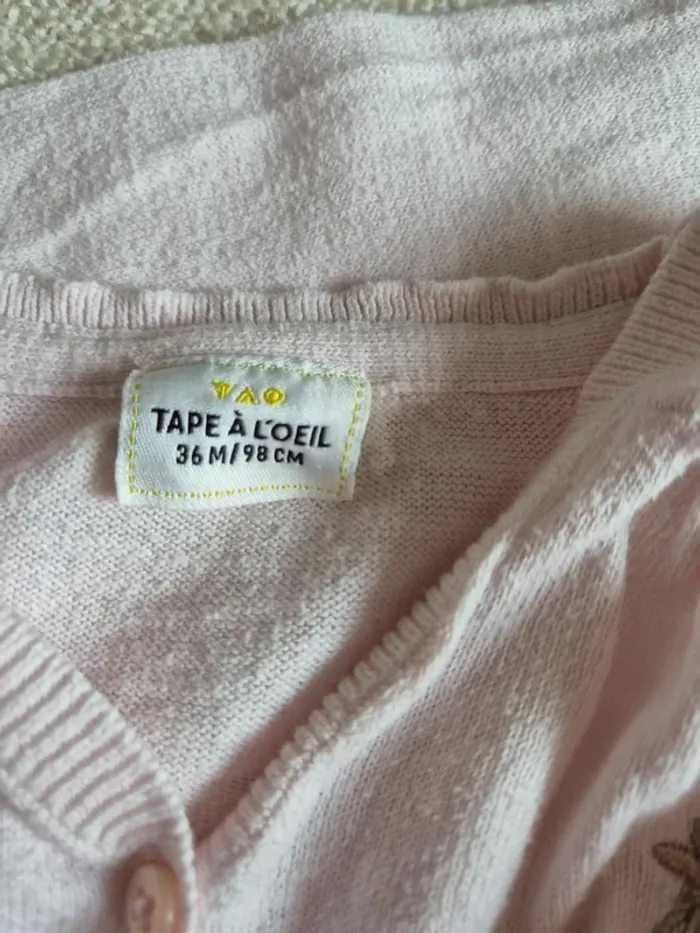 TAO
TAPE À L'OEIL
36 M/98 CM